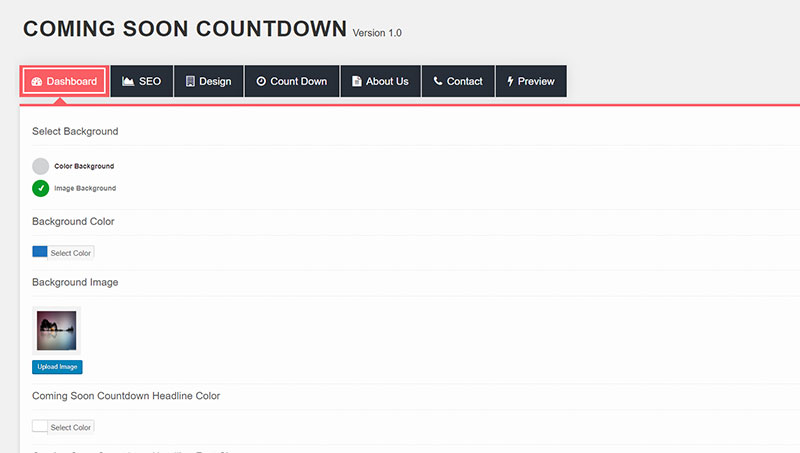 COMING SOON COUNTDOWN Version 1.0
Dashboard SEO Design Count Down About Us Contact Preview
Select Background
Color Background
Image Background
Background Color
Select Color
Background Image
Upload Image
Coming Soon Countdown Headline Color
Select Color